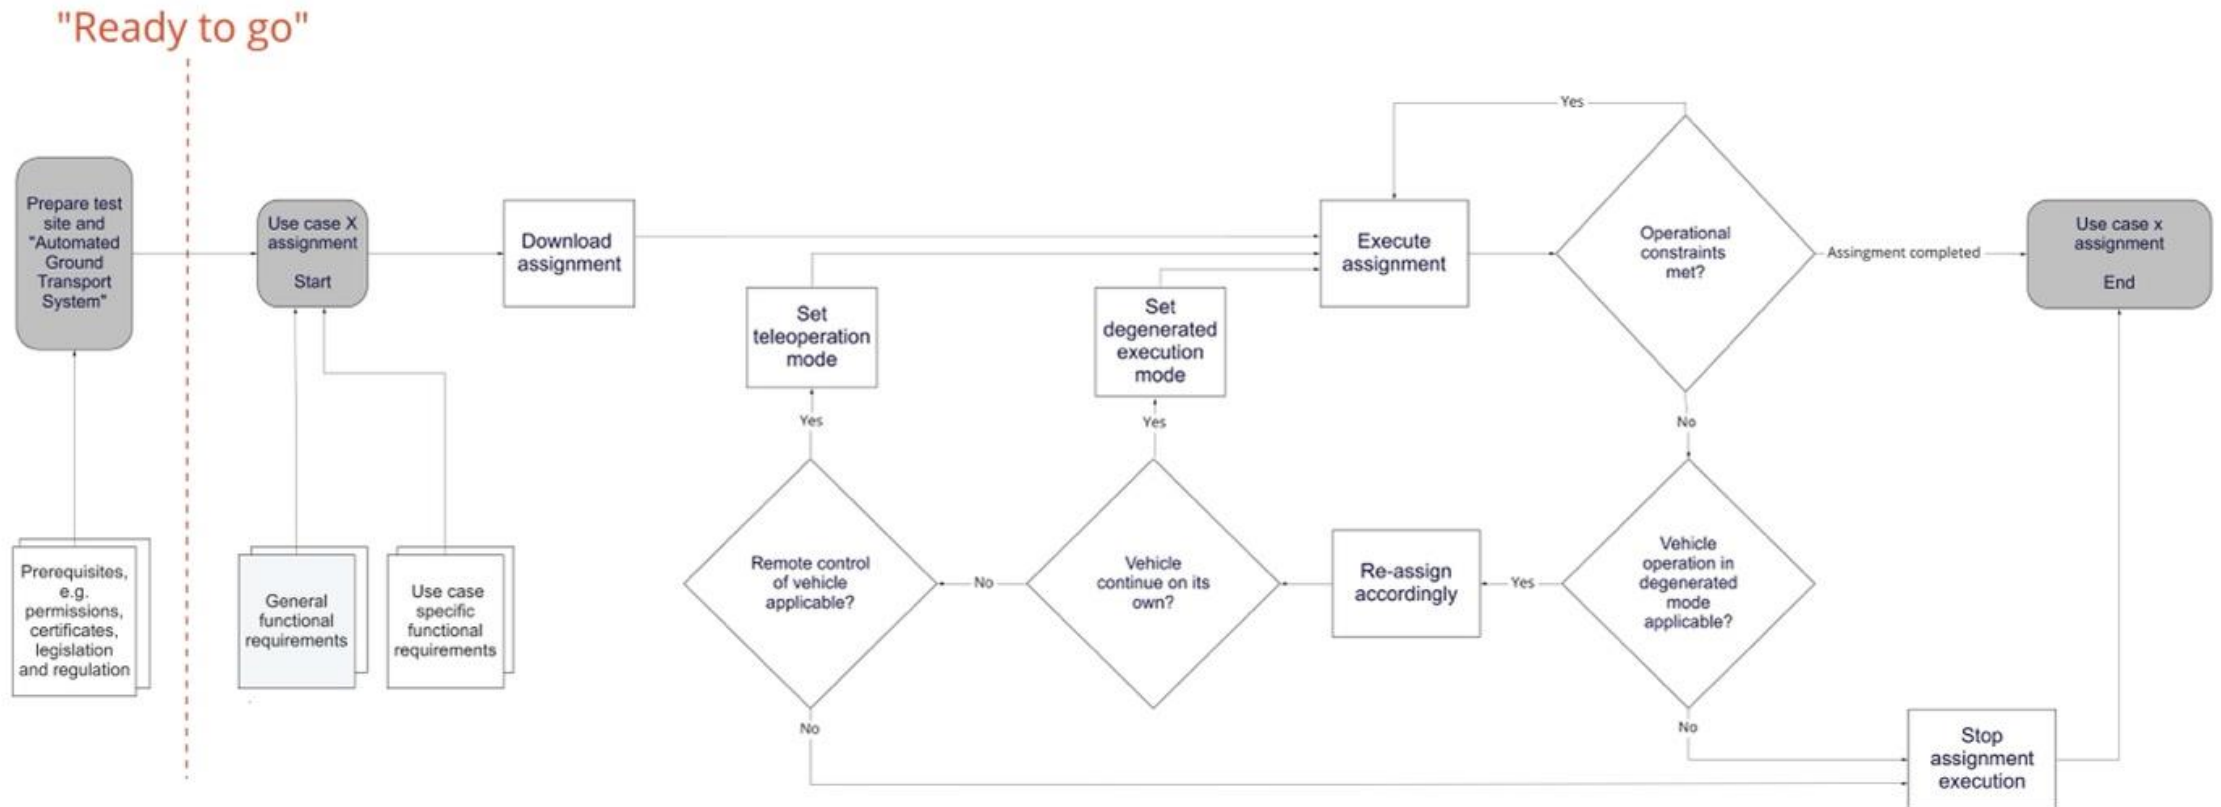 "Ready to go"
Prepare test
site and
"Automated
Ground
Transport
System"
Prerequisites,
e.g.
permissions,
certificates,
legislation
and regulation
Use case X
assignment
Start
General
functional
requirements
Use case
specific
functional
requirements
Download
assignment
Set
teleoperation
mode
Yes
Remote control
of vehicle
applicable?
No
Set
degenerated
execution
mode
Yes
Vehicle
continue on its
own?
No
Execute
assignment
Re-assign
accordingly
Yes
Yes
Operational
constraints
met?
No
Vehicle
operation in
degenerated
mode
applicable?
No
Assingment completed
Use case x
assignment
End
Stop
assignment
execution